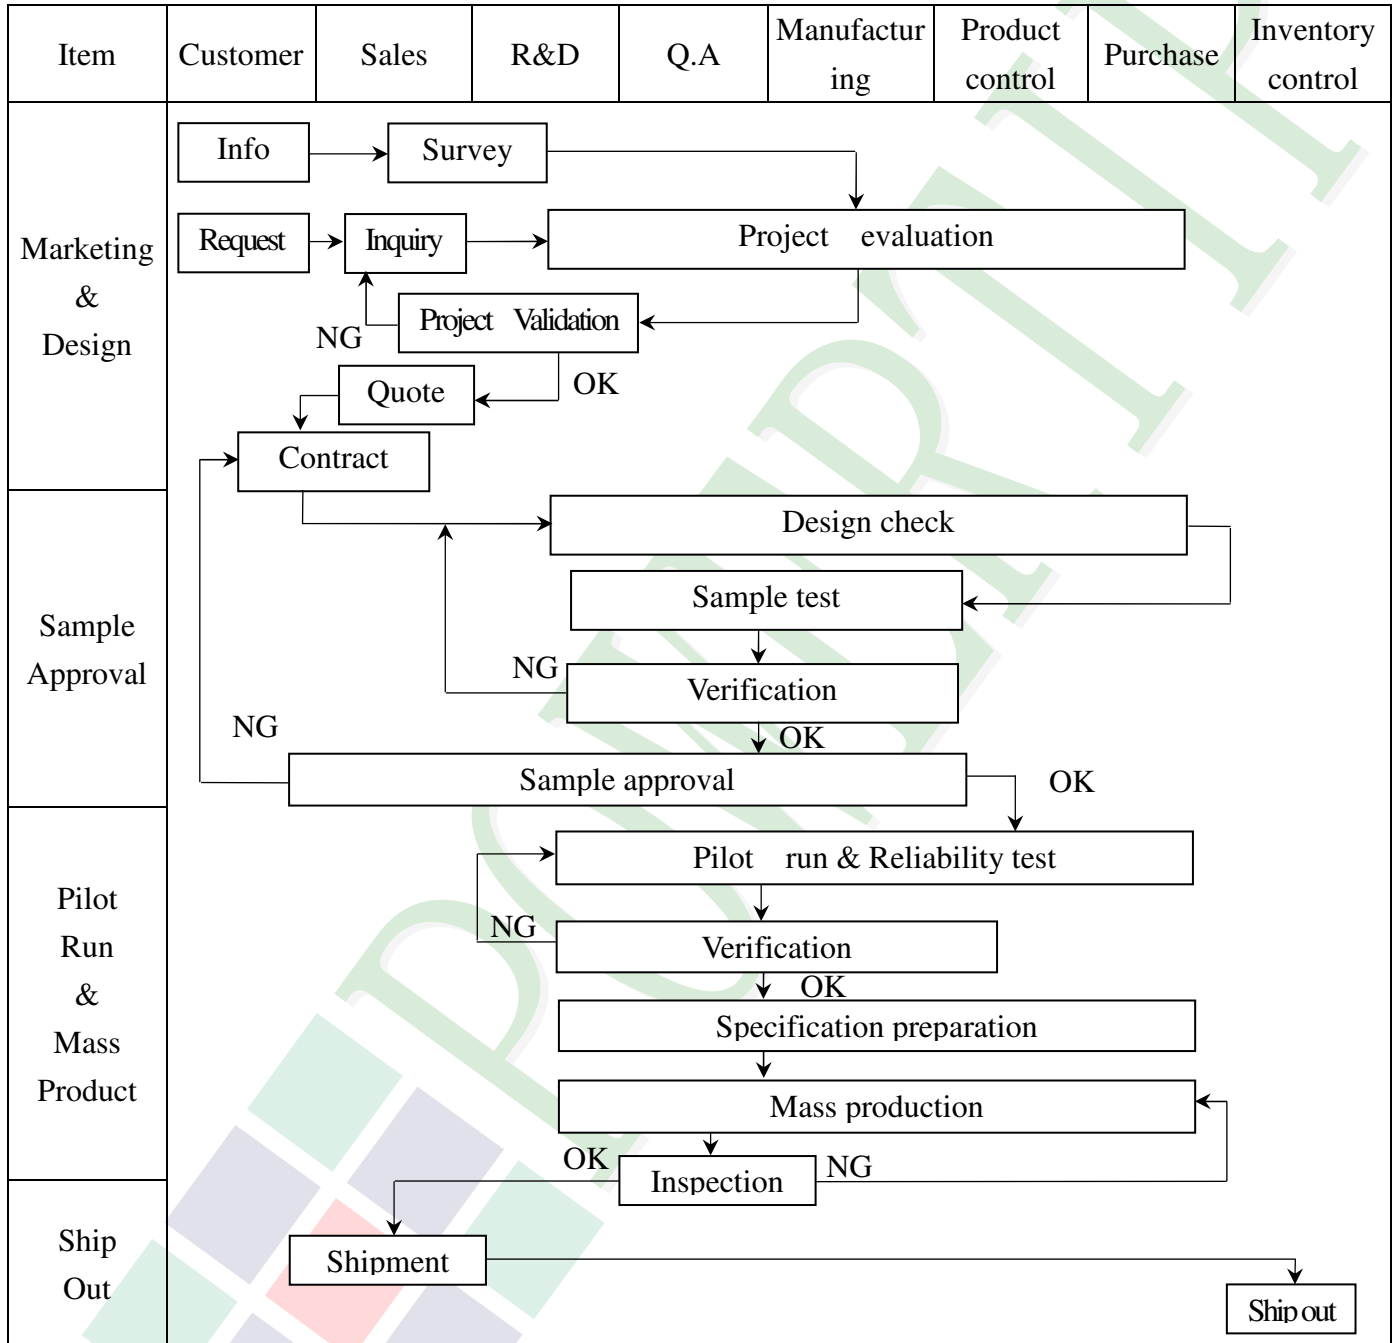 Item
Customer
Sales
R&D
Q.A
Manufactur
ing
Product
control
Purchase
Inventory
control
Marketing
&
Design
Info
Survey
Request
Inquiry
Project evaluation
NG
Project Validation
OK
Quote
Contract
Sample
Approval
Design check
Sample test
NG
Verification
NG
OK
Sample approval
OK
Pilot
Run
&
Mass
Product
Pilot run & Reliability test
NG
Verification
OK
Specification preparation
Mass production
OK
Inspection
NG
Ship
Out
Shipment
Ship out